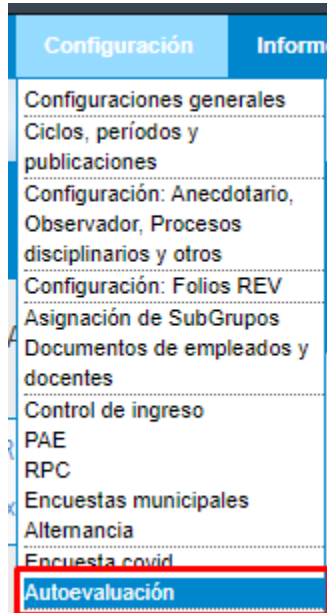 Configuración Inform
Configuraciones generales
Ciclos, períodos y
publicaciones
Configuración: Anecdotario,
Observador, Procesos
disciplinarios y otros
Configuración: Folios REV
Asignación de SubGrupos
Documentos de empleados y
docentes
Control de ingreso
PAE
RPC
Encuestas municipales
Alternancia
Encuesta covid
Autoevaluación